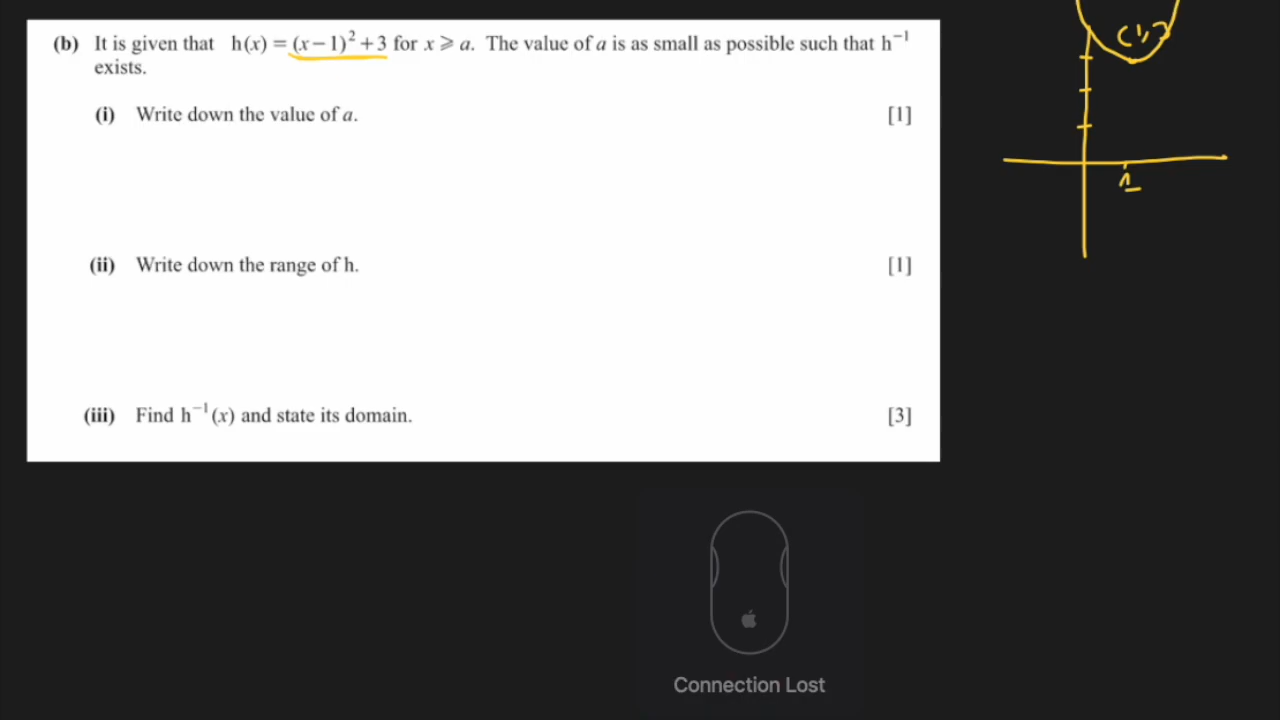 (b) It is given that h(x) = (x − 1)² + 3 for x ⩾ a. The value of a is as small as possible such that h⁻¹
exists.
(i) Write down the value of a. [1]
(ii) Write down the range of h. [1]
(iii) Find h⁻¹(x) and state its domain. [3]
(1,3
1
Connection Lost